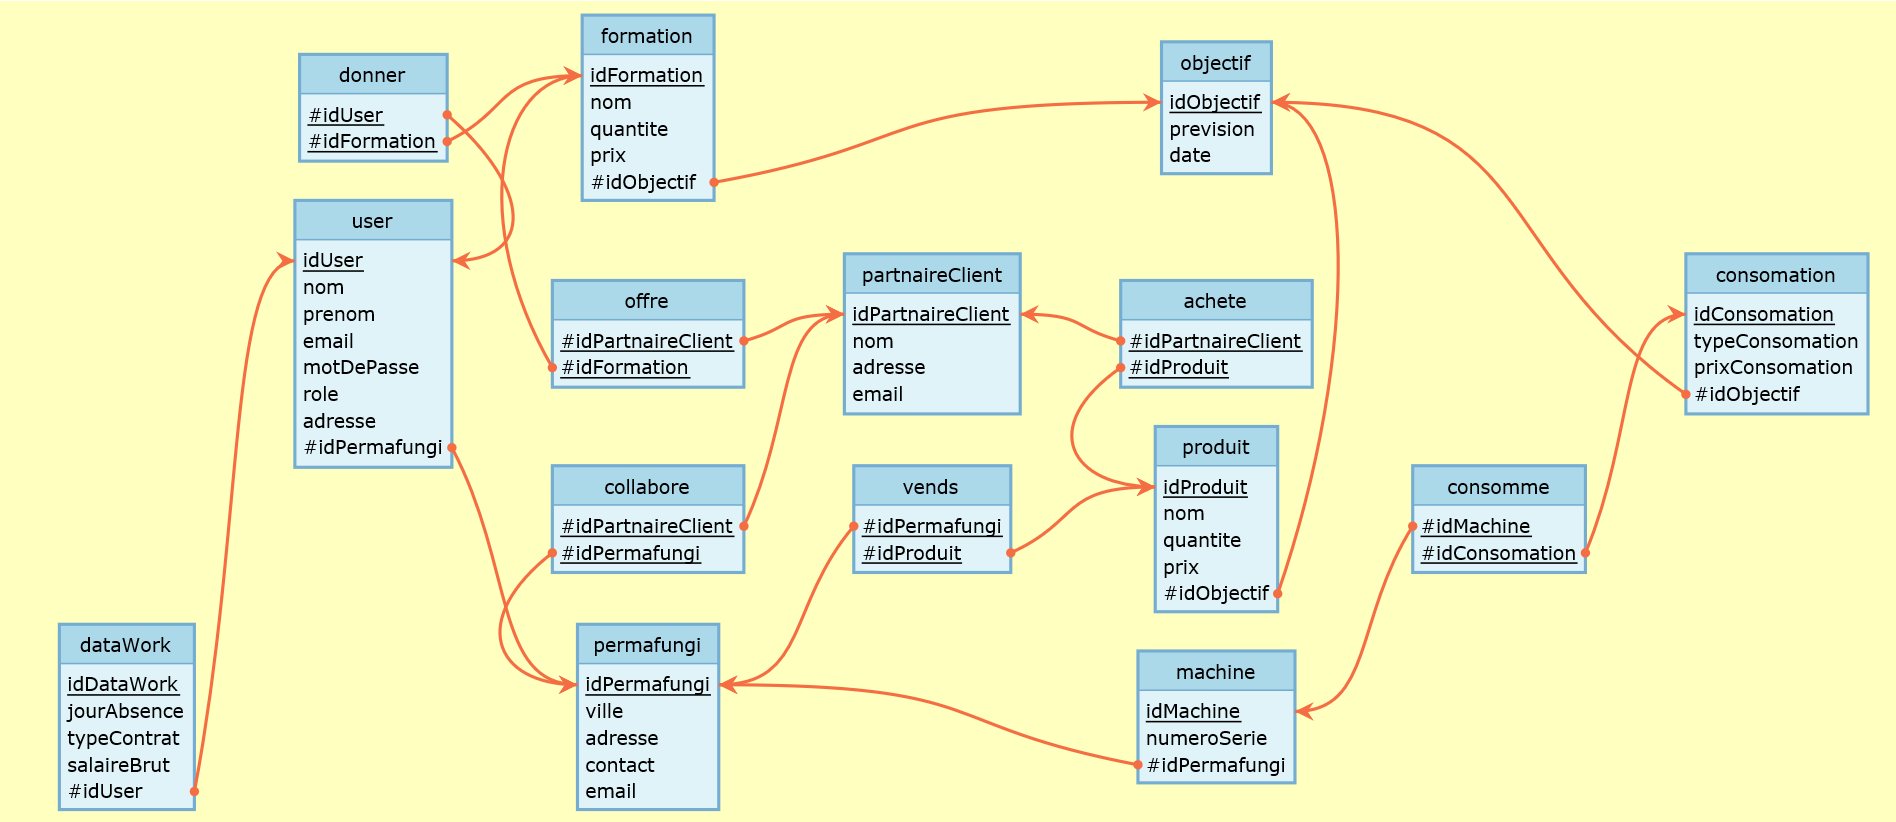 donner
#idUser
#idFormation
formation
idFormation
nom
quantite
prix
#idObjectif
objectif
idObjectif
prevision
date
user
idUser
nom
prenom
email
motDePasse
role
adresse
#idPermafungi
offre
#idPartnaireClient
#idFormation
partnaireClient
idPartnaireClient
nom
adresse
email
achete
#idPartnaireClient
#idProduit
consomation
idConsomation
typeConsomation
prixConsomation
#idObjectif
collabore
#idPartnaireClient
#idPermafungi
vends
#idPermafungi
#idProduit
produit
idProduit
nom
quantite
prix
#idObjectif
consomme
#idMachine
#idConsomation
dataWork
idDataWork
jourAbsence
typeContrat
salaireBrut
#idUser
permafungi
idPermafungi
ville
adresse
contact
email
machine
idMachine
numeroSerie
#idPermafungi